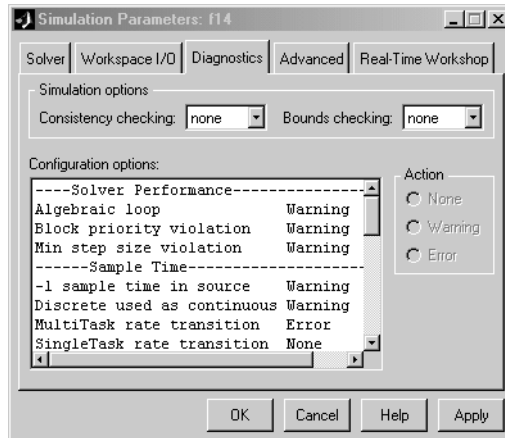 Simulation Parameters: f14
Solver Workspace I/O Diagnostics Advanced Real-Time Workshop
Simulation options
Consistency checking: none Bounds checking: none
Configuration options:
Action
----Solver Performance----------------
Algebraic loop Warning
Block priority violation Warning
Min step size violation Warning
------Sample Time---------------------
-1 sample time in source Warning
Discrete used as continuous Warning
MultiTask rate transition Error
SingleTask rate transition None
None
Warning
Error
OK Cancel Help Apply